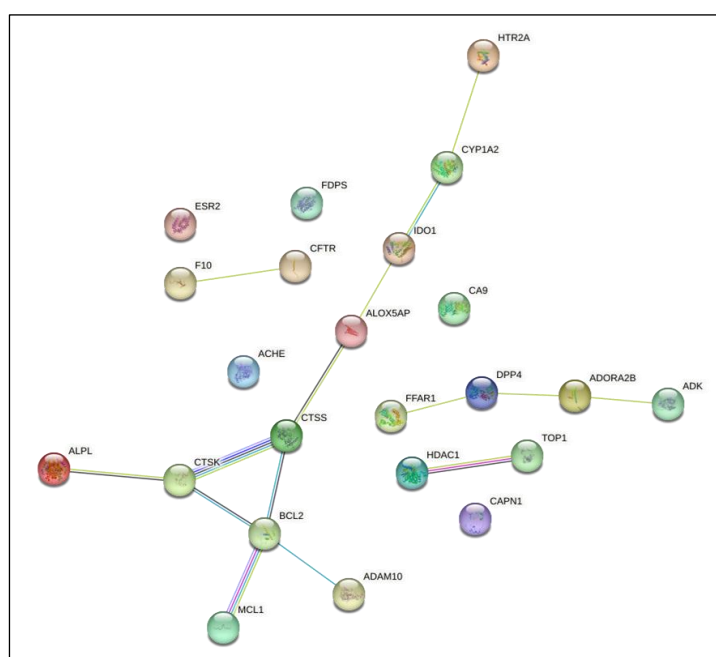 HTR2A
CYP1A2
FDPS
ESR2
IDO1
CFTR
F10
CA9
ALOX5AP
ACHE
DPP4
ADORA2B
ADK
FFAR1
CTSS
TOP1
HDAC1
ALPL
CTSK
CAPN1
BCL2
ADAM10
MCL1